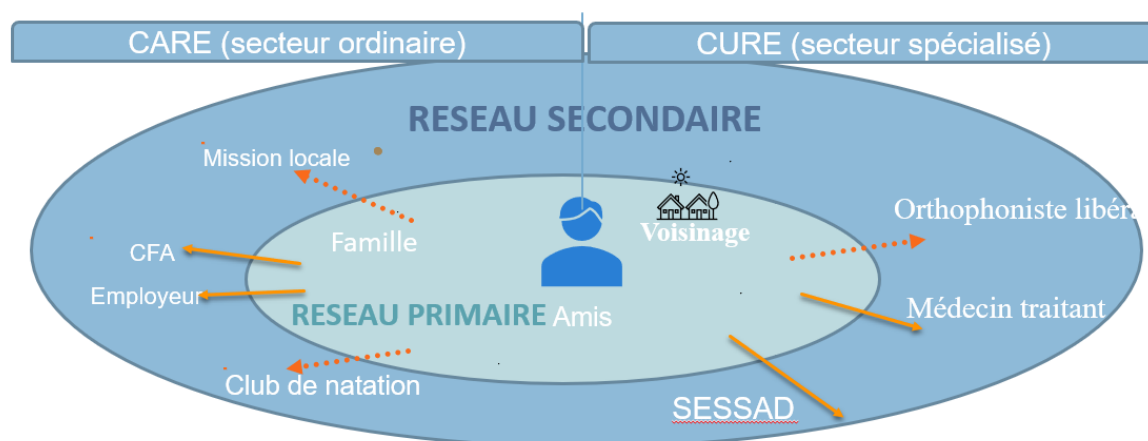 CARE (secteur ordinaire)
CURE (secteur spécialisé)
RESEAU SECONDAIRE
Mission locale
Orthophoniste libéra
Voisinage
Famille
CFA
Employeur
Médecin traitant
RESEAU PRIMAIRE Amis
Club de natation
SESSAD